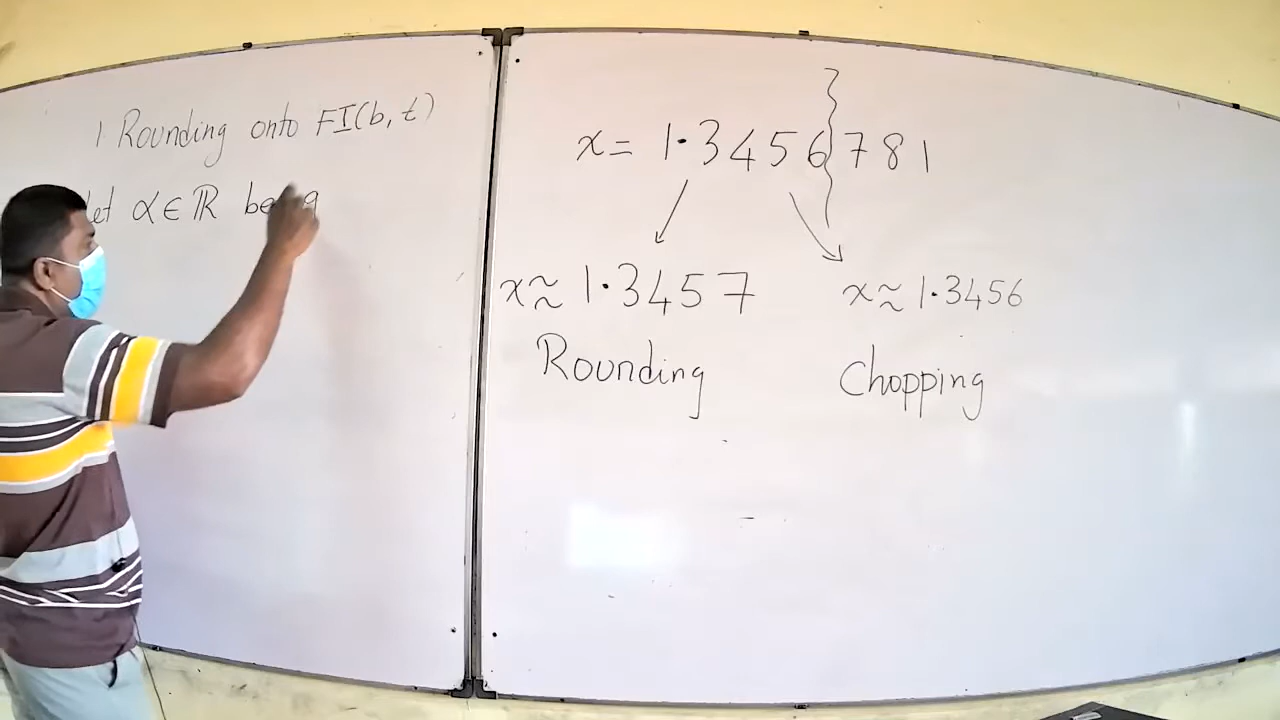 1 Rounding onto FI(b, t)
let α ∈ ℝ be
x = 1.3456781
x ≈ 1.3457
x ≈ 1.3456
Rounding
Chopping